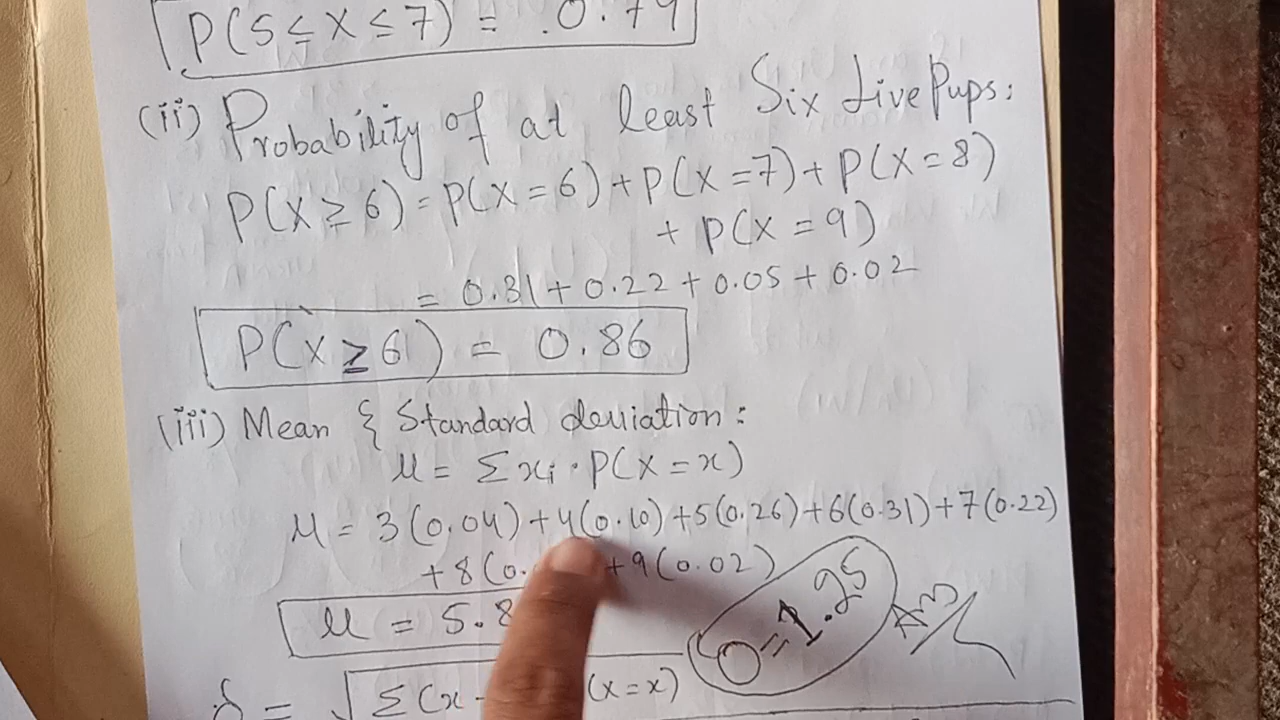 P(5 ≤ X ≤ 7) = 0.79
(ii) Probability of at least Six Live Pups:
P(X ≥ 6) = P(X = 6) + P(X = 7) + P(X = 8)
+ P(X = 9)
= 0.31 + 0.22 + 0.05 + 0.02
P(X ≥ 6) = 0.86
(iii) Mean & Standard deviation:
μ = Σ xi · P(X = x)
μ = 3(0.04) + 4(0.10) + 5(0.26) + 6(0.31) + 7(0.22)
+ 8(0. + 9(0.02)
μ = 5.8
σ = 1.25
= √Σ(x - (x = x)